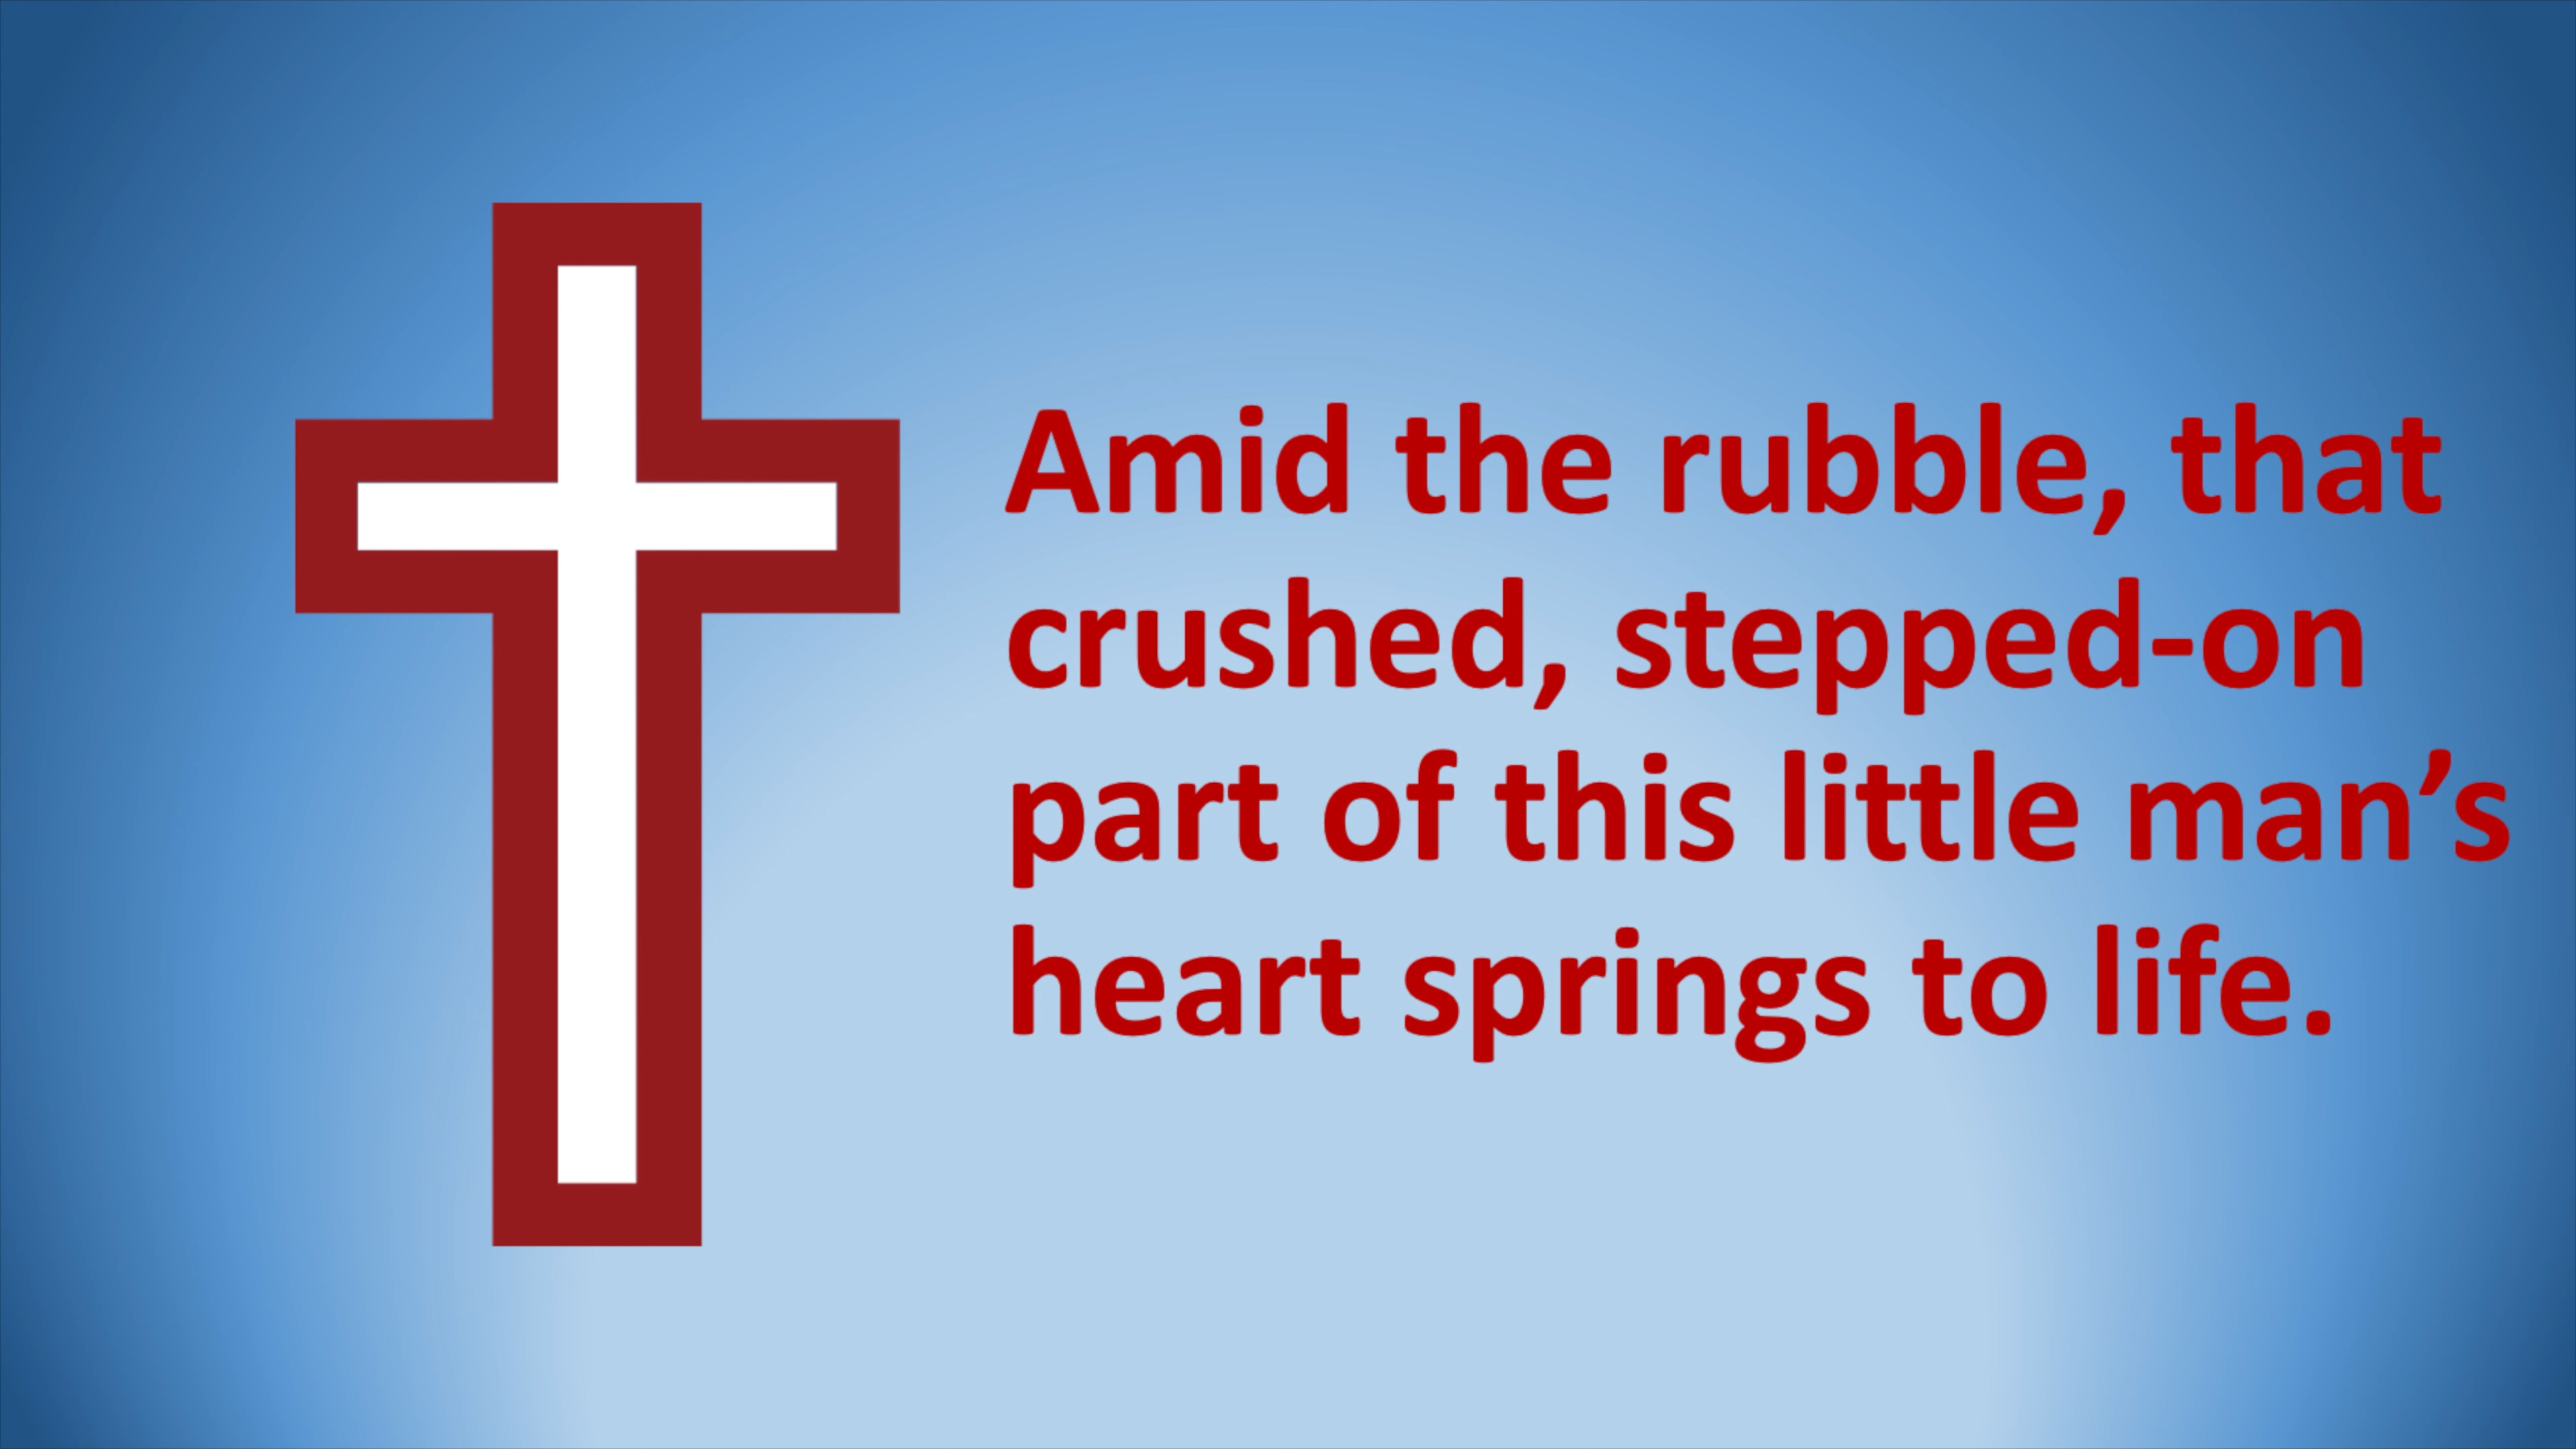 Amid the rubble, that
crushed, stepped-on
part of this little man’s
heart springs to life.